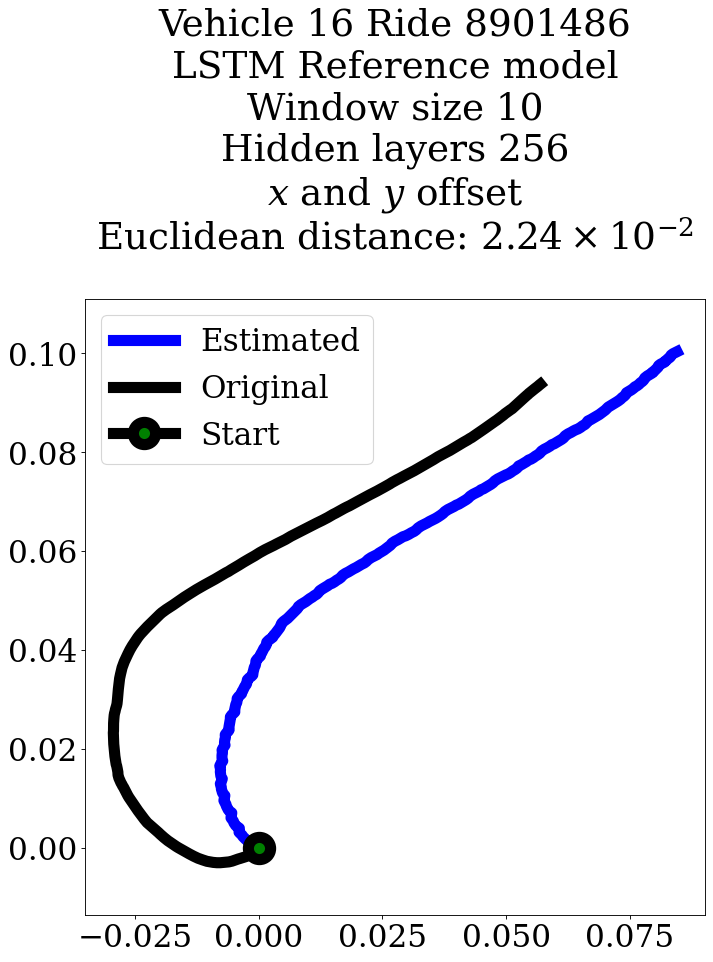 Vehicle 16 Ride 8901486
LSTM Reference model
Window size 10
Hidden layers 256
x and y offset
Euclidean distance: 2.24 × 10⁻²
Estimated
Original
Start
0.10
0.08
0.06
0.04
0.02
0.00
−0.025 0.000 0.025 0.050 0.075